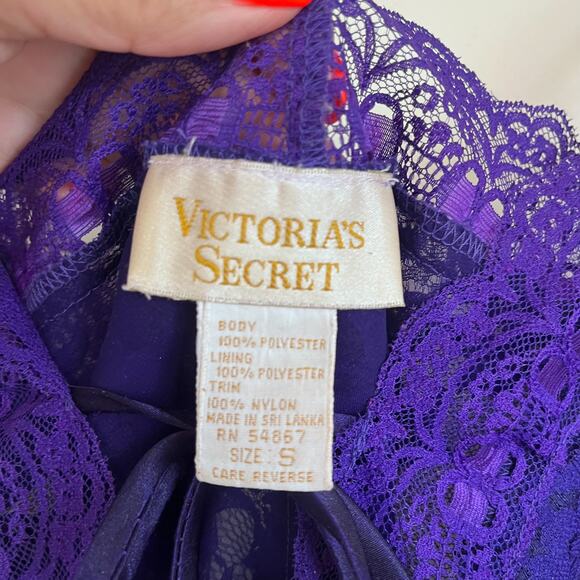 VICTORIA'S
SECRET
BODY
100% POLYESTER
LINING
100% POLYESTER
TRIM
100% NYLON
MADE IN SRI LANKA
RN 54867
SIZE: S
CARE REVERSE